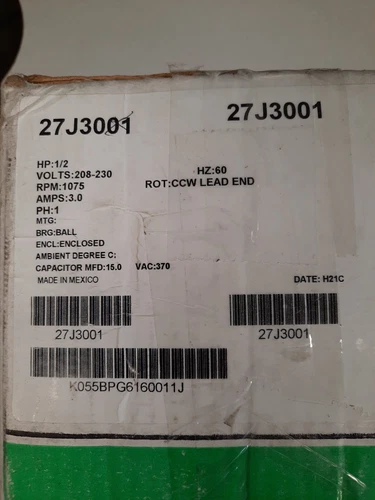 27J3001
27J3001
HP:1/2
VOLTS:208-230
HZ:60
RPM:1075
ROT:CCW LEAD END
AMPS:3.0
PH:1
MTG:
BRG:BALL
ENCL:ENCLOSED
AMBIENT DEGREE C:
CAPACITOR MFD:15.0 VAC:370
MADE IN MEXICO
DATE: H21C
27J3001
27J3001
K055BPG6160011J